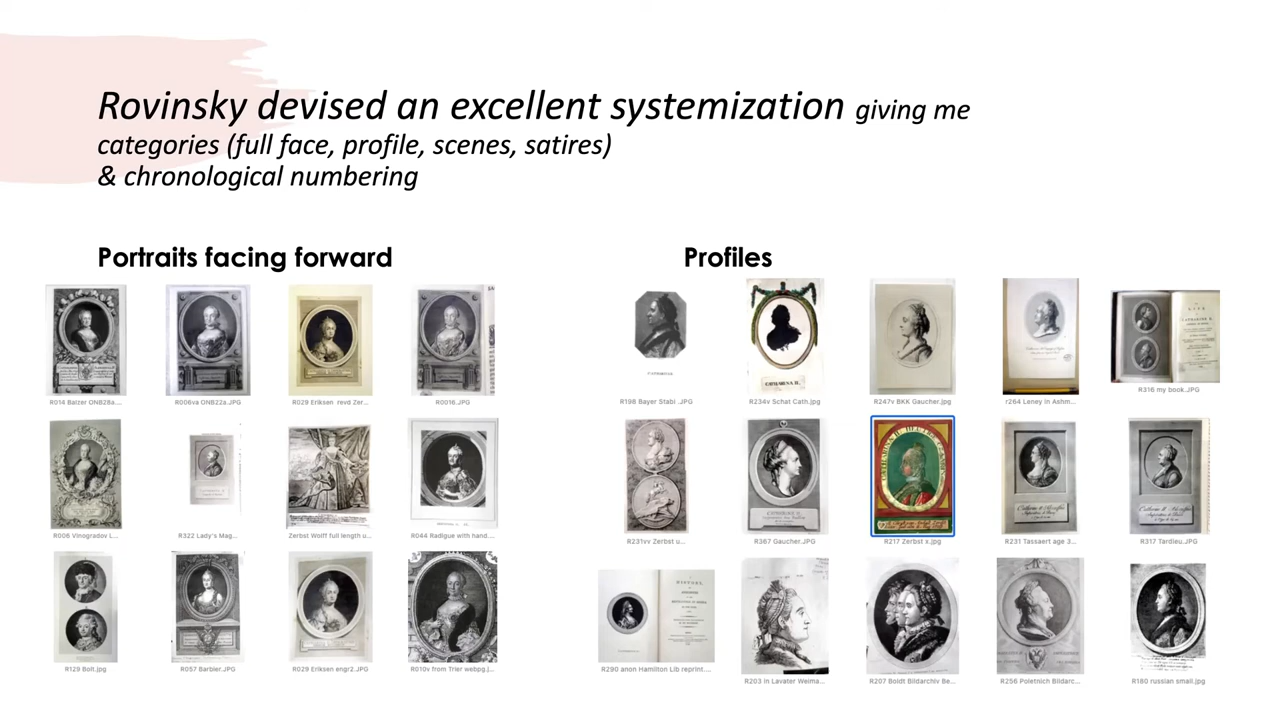 Rovinsky devised an excellent systemization giving me
categories (full face, profile, scenes, satires)
& chronological numbering
Portraits facing forward
Profiles
R014 Balzer ONB28a....
R006va ONB22a.JPG
R029 Eriksen revd Zer...
R0016.JPG
R198 Bayer Stabi .JPG
R234v Schat Cath.jpg
R247v BKK Gaucher.jpg
r264 Leney in Ashm...
R316 my book.JPG
CATHARINA II.
R006 Vinogradov L...
R322 Lady's Mag...
Zerbst Wolff full length u...
R044 Radigue with hand....
R231vv Zerbst u...
R367 Gaucher.JPG
R217 Zerbst x.jpg
R231 Tassaert age 3...
R317 Tardieu.JPG
R129 Bolt.jpg
R057 Barbier.JPG
R029 Eriksen engr2.JPG
R010v from Trier webpg.j...
R290 anon Hamilton Lib reprint....
R203 in Lavater Weima...
R207 Boldt Bildarchiv Be...
R256 Poletnich Bildarc...
R180 russian small.jpg